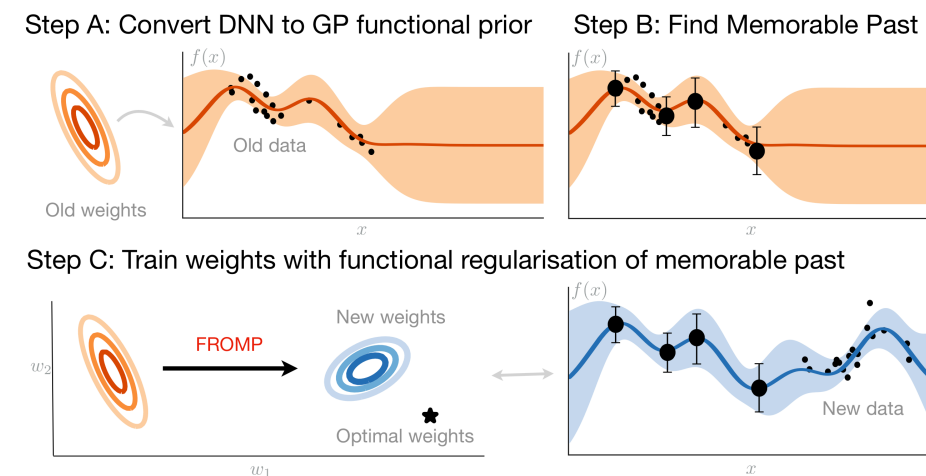 Step A: Convert DNN to GP functional prior
Step B: Find Memorable Past
f(x)
f(x)
Old data
Old weights
x
x
Step C: Train weights with functional regularisation of memorable past
f(x)
New weights
FROMP
w₂
New data
Optimal weights
w₁
x